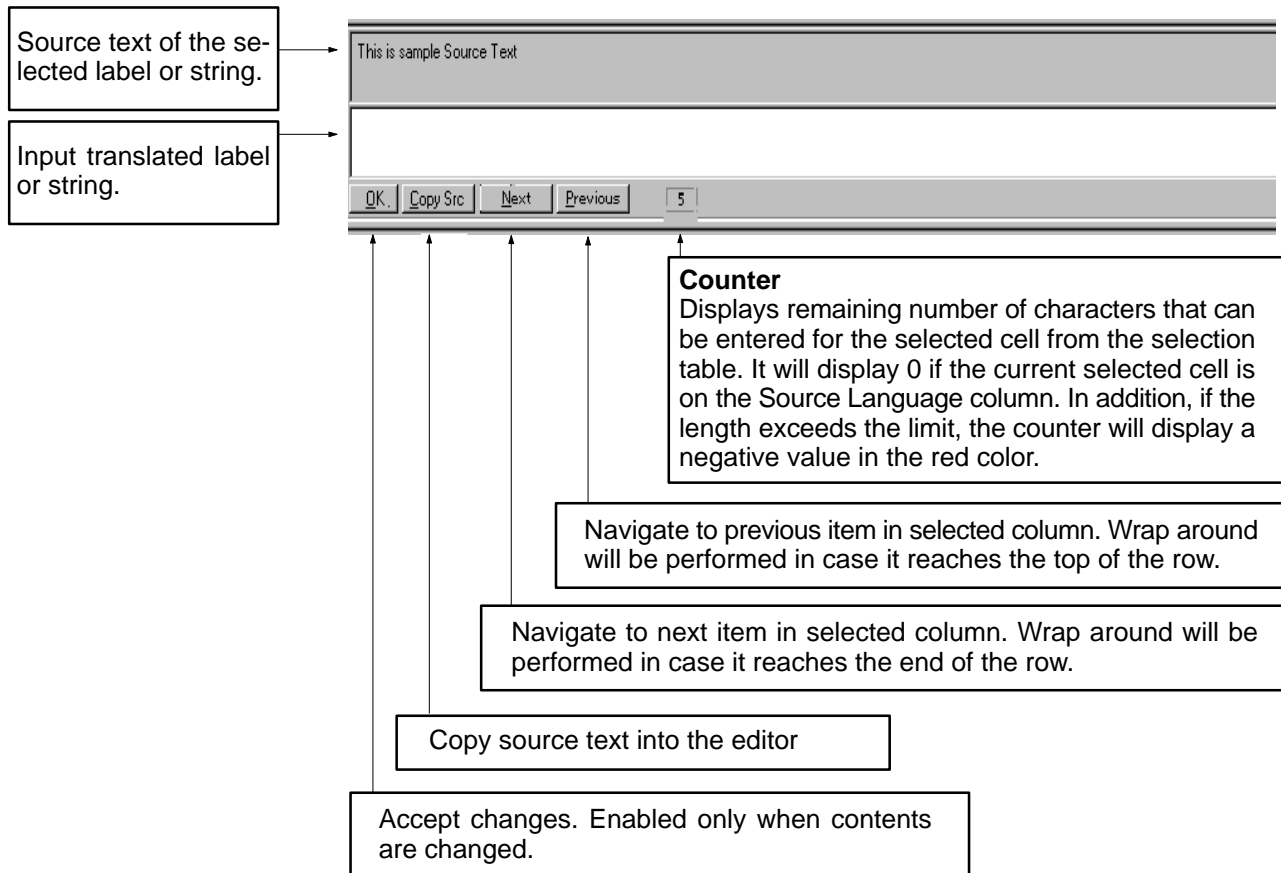 Source text of the se-
lected label or string.
This is sample Source Text
Input translated label
or string.
OK
Copy Src
Next
Previous
5
Counter
Displays remaining number of characters that can
be entered for the selected cell from the selection
table. It will display 0 if the current selected cell is
on the Source Language column. In addition, if the
length exceeds the limit, the counter will display a
negative value in the red color.
Navigate to previous item in selected column. Wrap around
will be performed in case it reaches the top of the row.
Navigate to next item in selected column. Wrap around will be
performed in case it reaches the end of the row.
Copy source text into the editor
Accept changes. Enabled only when contents
are changed.